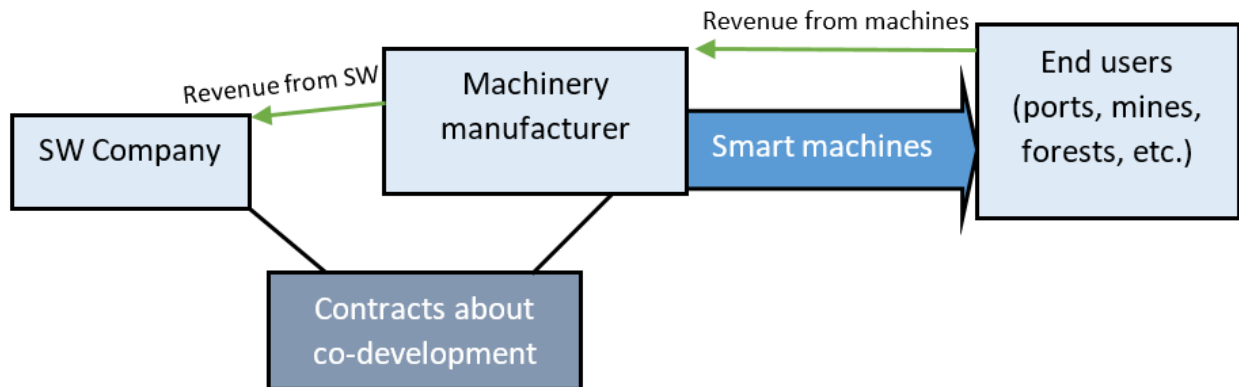 Revenue from machines
Revenue from SW
Machinery
manufacturer
End users
(ports, mines,
forests, etc.)
SW Company
Smart machines
Contracts about
co-development